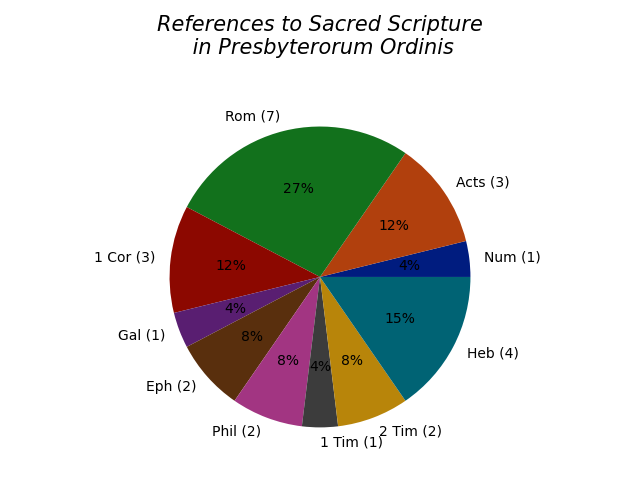 References to Sacred Scripture
in Presbyterorum Ordinis
Rom (7)
Acts (3)
27%
12%
1 Cor (3)
12%
4%
Num (1)
4%
15%
Gal (1)
8%
Heb (4)
8%
4%
8%
Eph (2)
Phil (2)
1 Tim (1)
2 Tim (2)